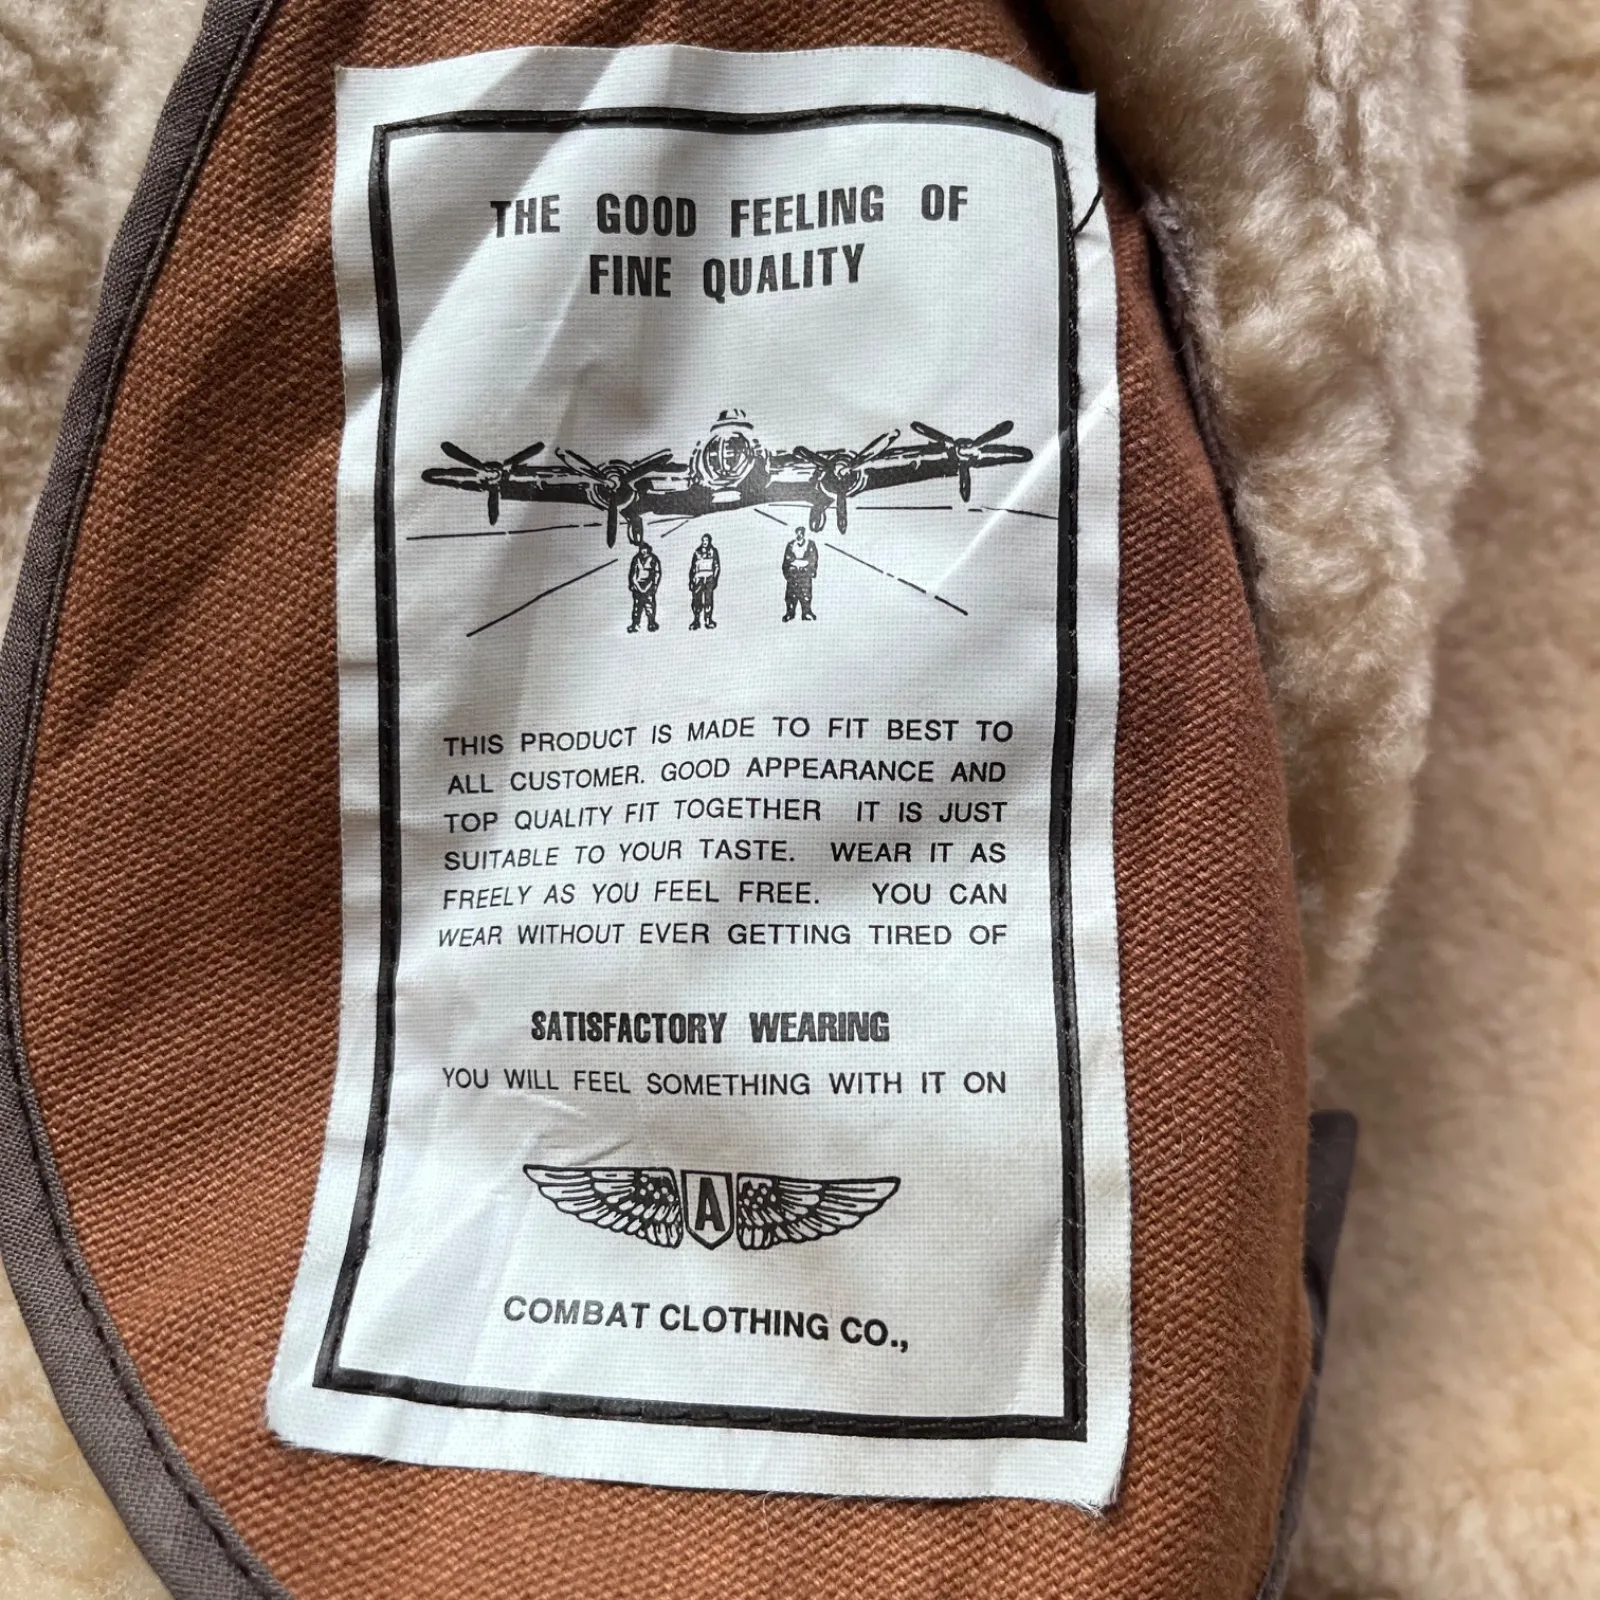 THE GOOD FEELING OF
FINE QUALITY
THIS PRODUCT IS MADE TO FIT BEST TO
ALL CUSTOMER. GOOD APPEARANCE AND
TOP QUALITY FIT TOGETHER IT IS JUST
SUITABLE TO YOUR TASTE. WEAR IT AS
FREELY AS YOU FEEL FREE. YOU CAN
WEAR WITHOUT EVER GETTING TIRED OF
SATISFACTORY WEARING
YOU WILL FEEL SOMETHING WITH IT ON
A
COMBAT CLOTHING CO.,